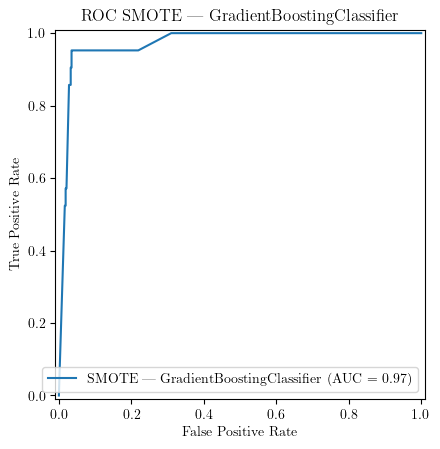 ROC SMOTE — GradientBoostingClassifier
1.0
0.8
0.6
0.4
0.2
0.0
True Positive Rate
SMOTE — GradientBoostingClassifier (AUC = 0.97)
0.0 0.2 0.4 0.6 0.8 1.0
False Positive Rate